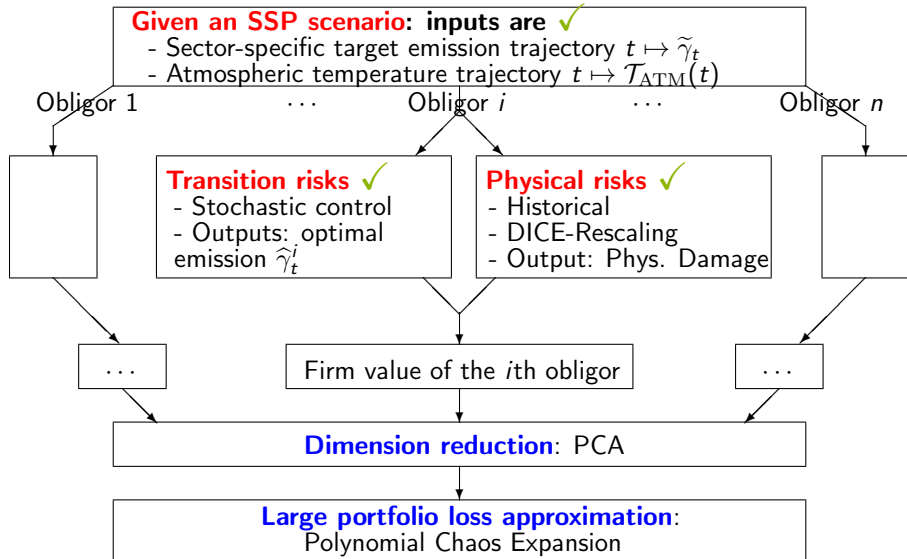 Given an SSP scenario: inputs are ✓
- Sector-specific target emission trajectory t ↦ γ̃_t
- Atmospheric temperature trajectory t ↦ 𝒯_ATM(t)
Obligor 1 ... Obligor i ... Obligor n
Transition risks ✓
- Stochastic control
- Outputs: optimal
emission γ̂_t^i
Physical risks ✓
- Historical
- DICE-Rescaling
- Output: Phys. Damage
...
Firm value of the ith obligor
...
Dimension reduction: PCA
Large portfolio loss approximation:
Polynomial Chaos Expansion